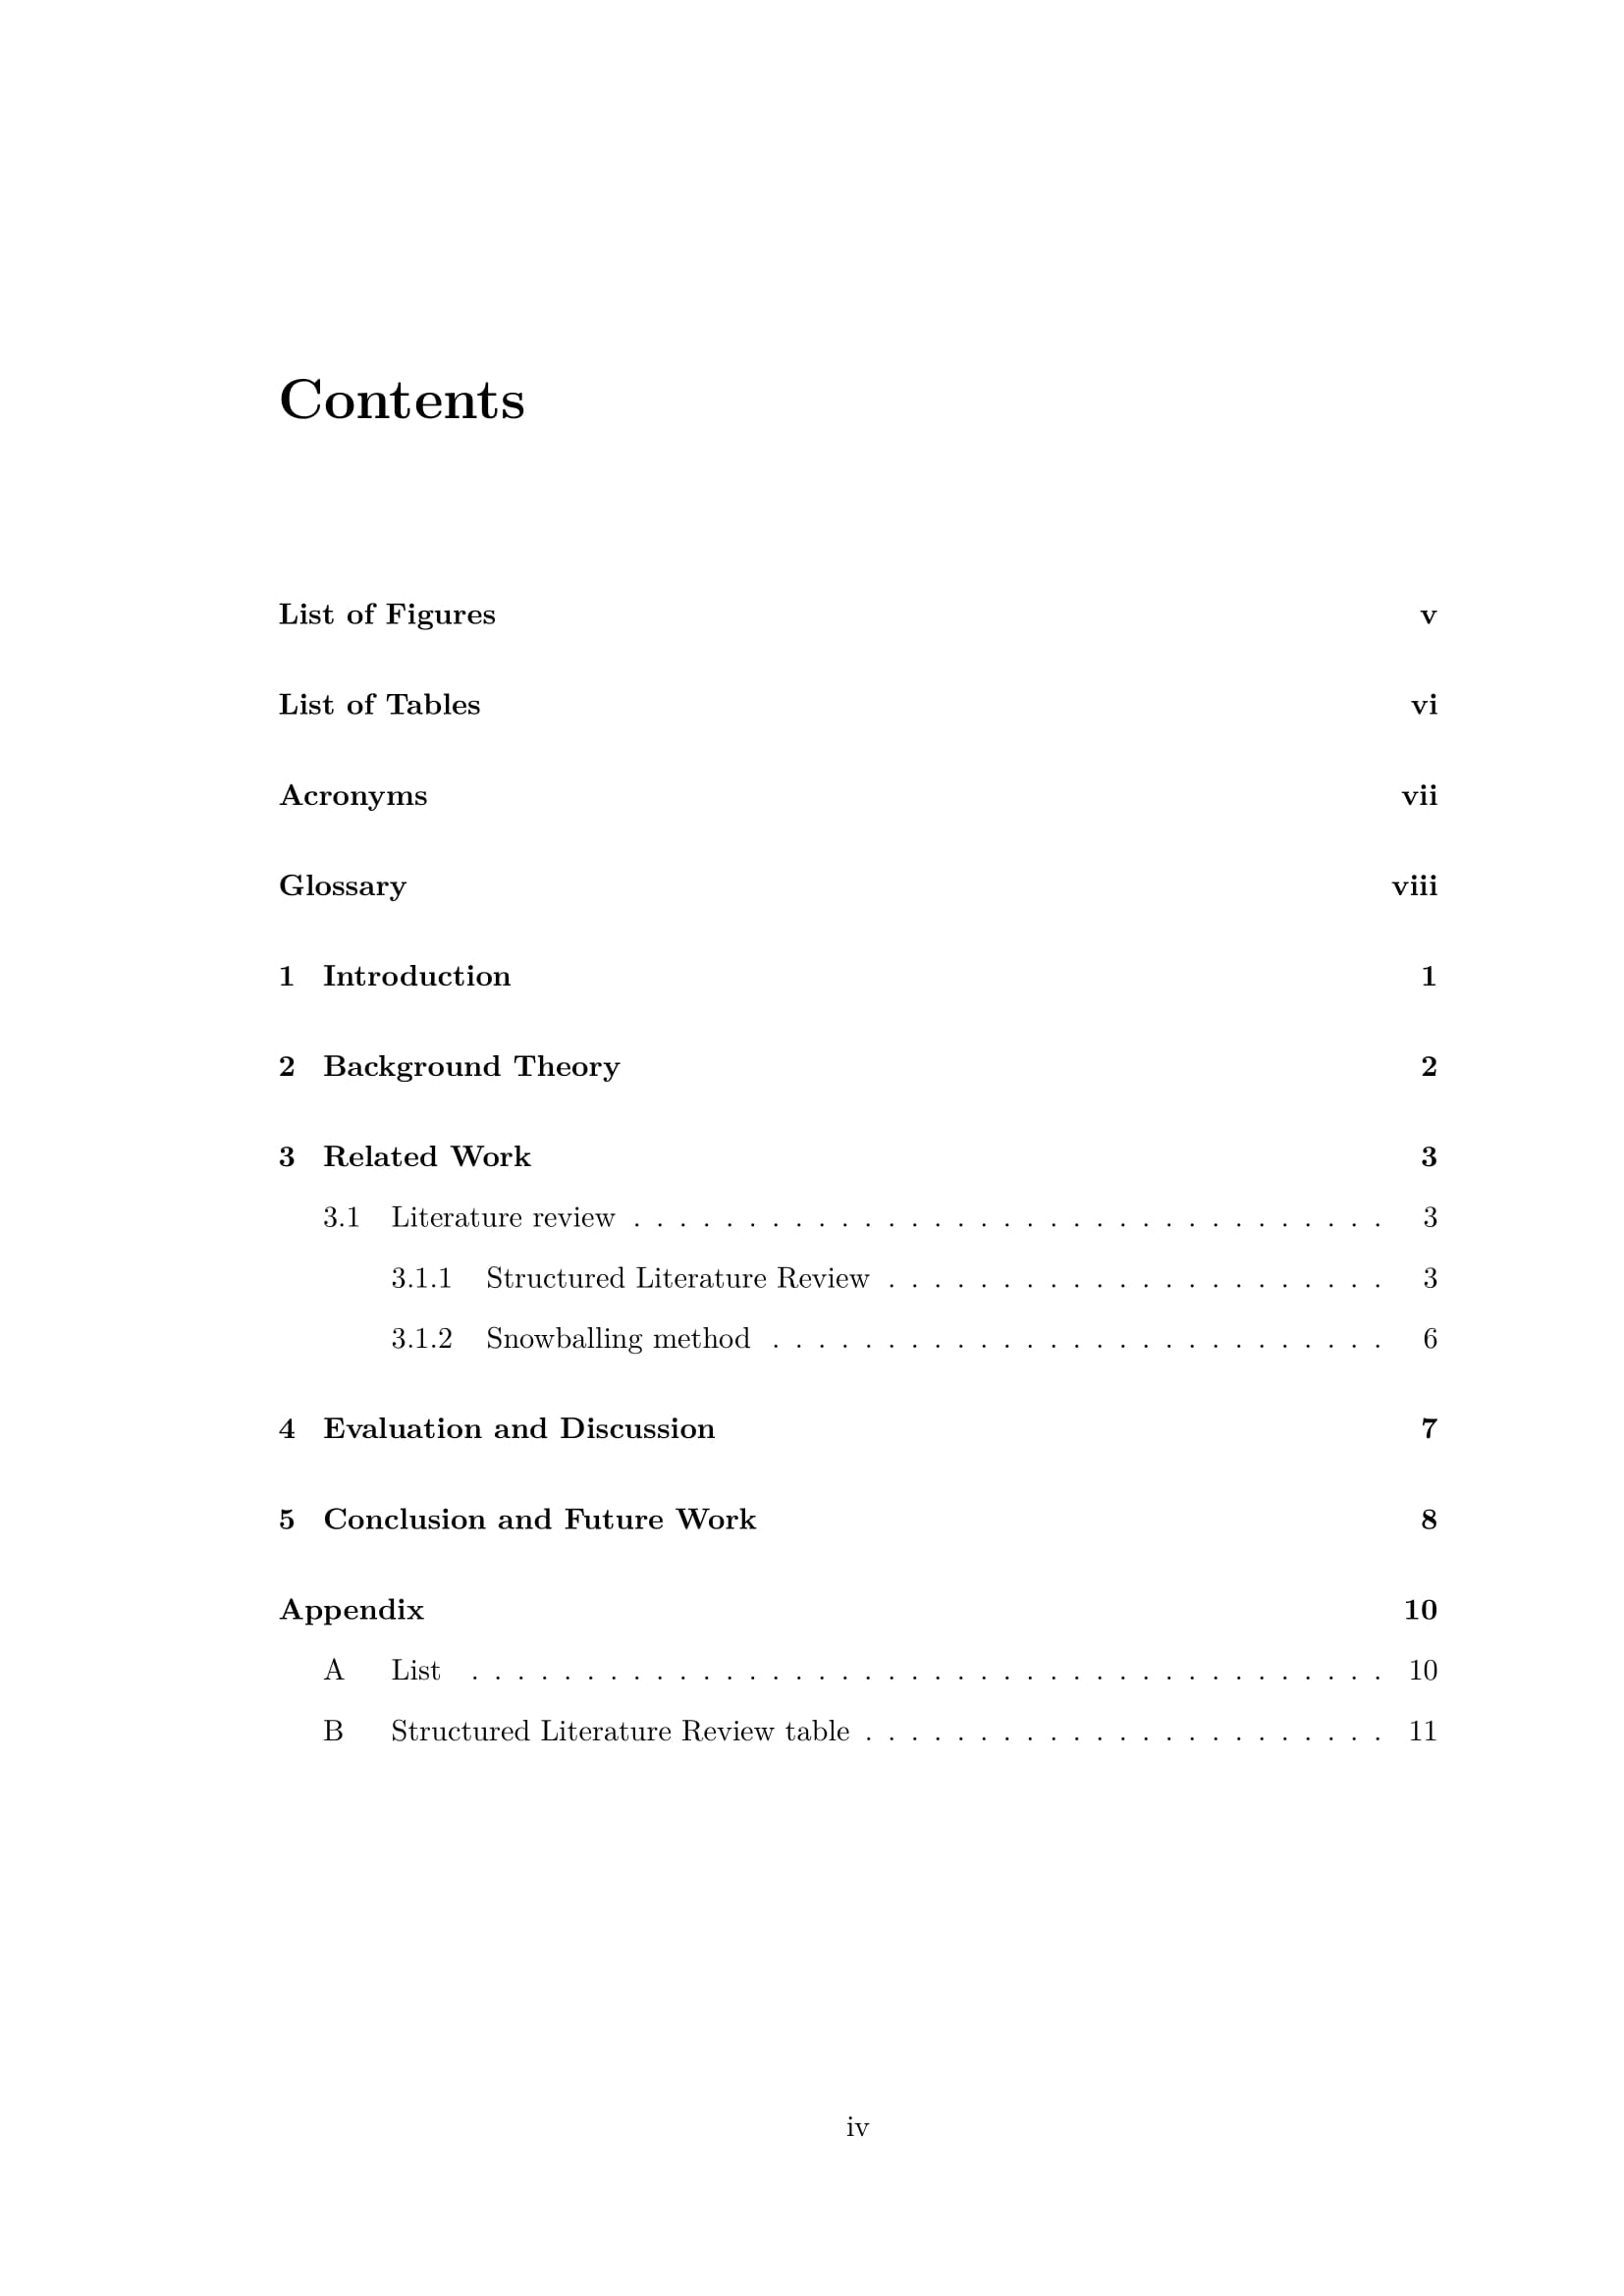 Contents
List of Figures v
List of Tables vi
Acronyms vii
Glossary viii
1 Introduction 1
2 Background Theory 2
3 Related Work 3
3.1 Literature review . . . . . . . . . . . . . . . . . . . . . . . . . . . . . . . . . 3
3.1.1 Structured Literature Review . . . . . . . . . . . . . . . . . . . . . . 3
3.1.2 Snowballing method . . . . . . . . . . . . . . . . . . . . . . . . . . . 6
4 Evaluation and Discussion 7
5 Conclusion and Future Work 8
Appendix 10
A List . . . . . . . . . . . . . . . . . . . . . . . . . . . . . . . . . . . . . . . . 10
B Structured Literature Review table . . . . . . . . . . . . . . . . . . . . . . . 11
iv